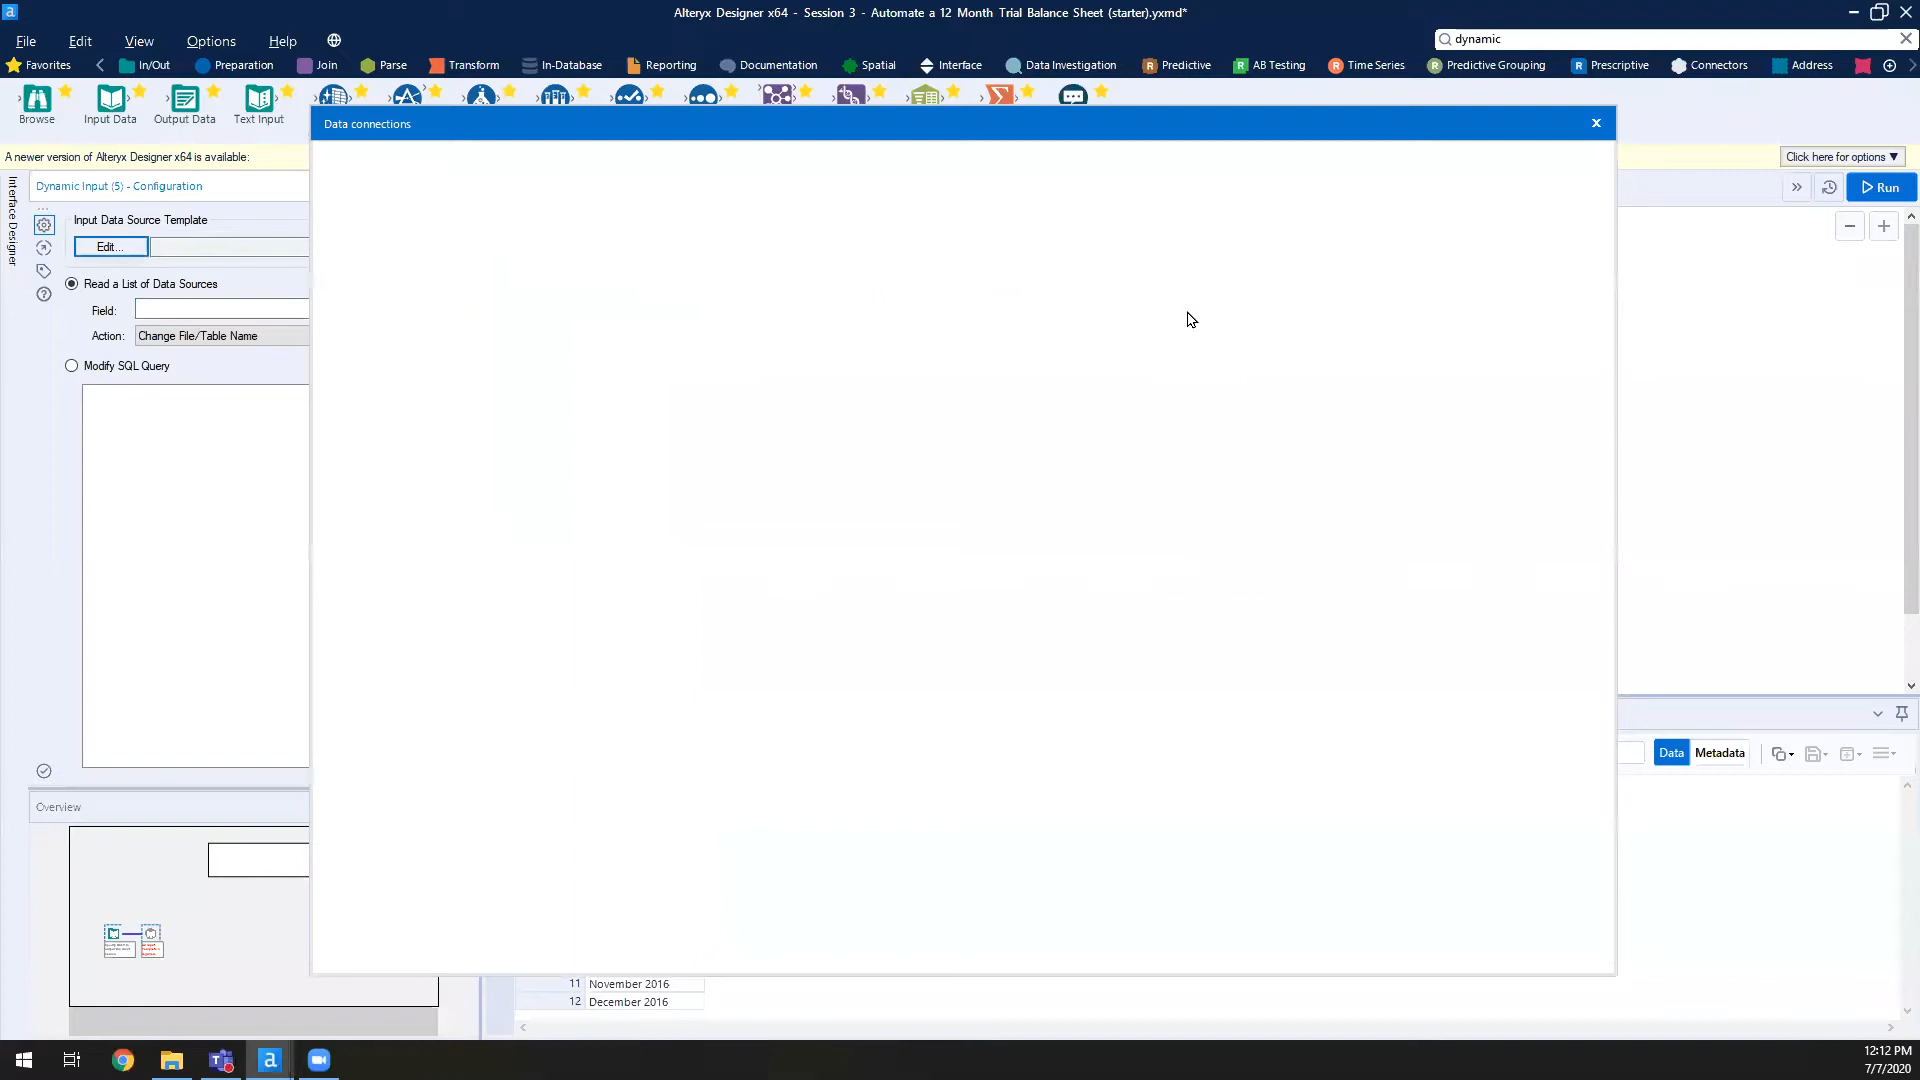 Alteryx Designer x64 - Session 3 - Automate a 12 Month Trial Balance Sheet (starter).yxmd*
File Edit View Options Help
dynamic
Favorites In/Out Preparation Join Parse Transform In-Database Reporting Documentation Spatial Interface Data Investigation Predictive AB Testing Time Series Predictive Grouping Prescriptive Connectors Address
Browse Input Data Output Data Text Input
Data connections
A newer version of Alteryx Designer x64 is available:
Click here for options
Interface Designer
Dynamic Input (5) - Configuration
Run
Input Data Source Template
Edit...
Read a List of Data Sources
Field:
Action: Change File/Table Name
Modify SQL Query
Data Metadata
Overview
11 November 2016
12 December 2016
12:12 PM
7/7/2020